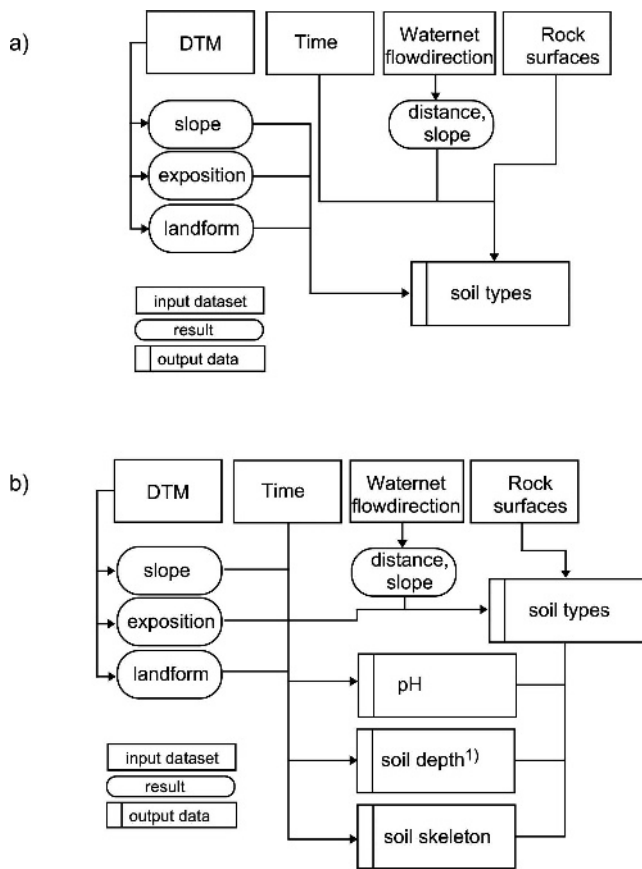 a)
DTM
Time
Waternet
flowdirection
Rock
surfaces
slope
distance,
slope
exposition
landform
soil types
input dataset
result
output data
b)
DTM
Time
Waternet
flowdirection
Rock
surfaces
slope
distance,
slope
exposition
soil types
landform
pH
soil depth1)
soil skeleton
input dataset
result
output data